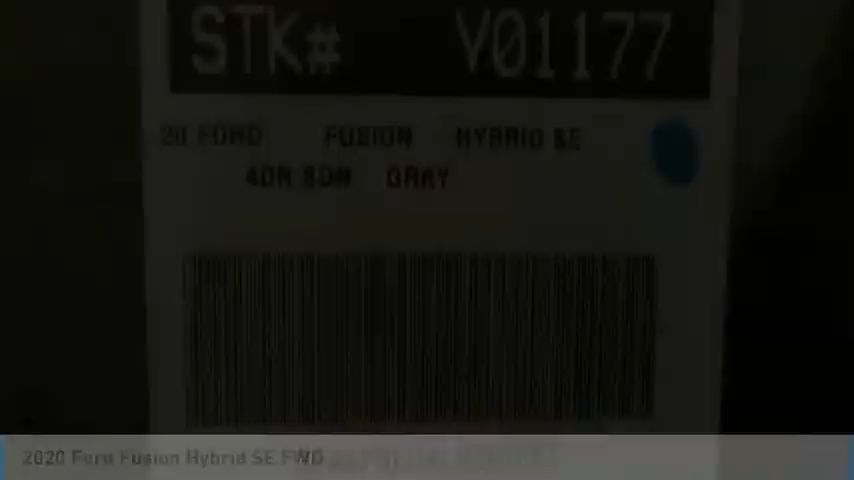 STK# V01177
20 FORD FUSION HYBRID SE
4DR SDN GRAY
2020 Ford Fusion Hybrid SE FWD